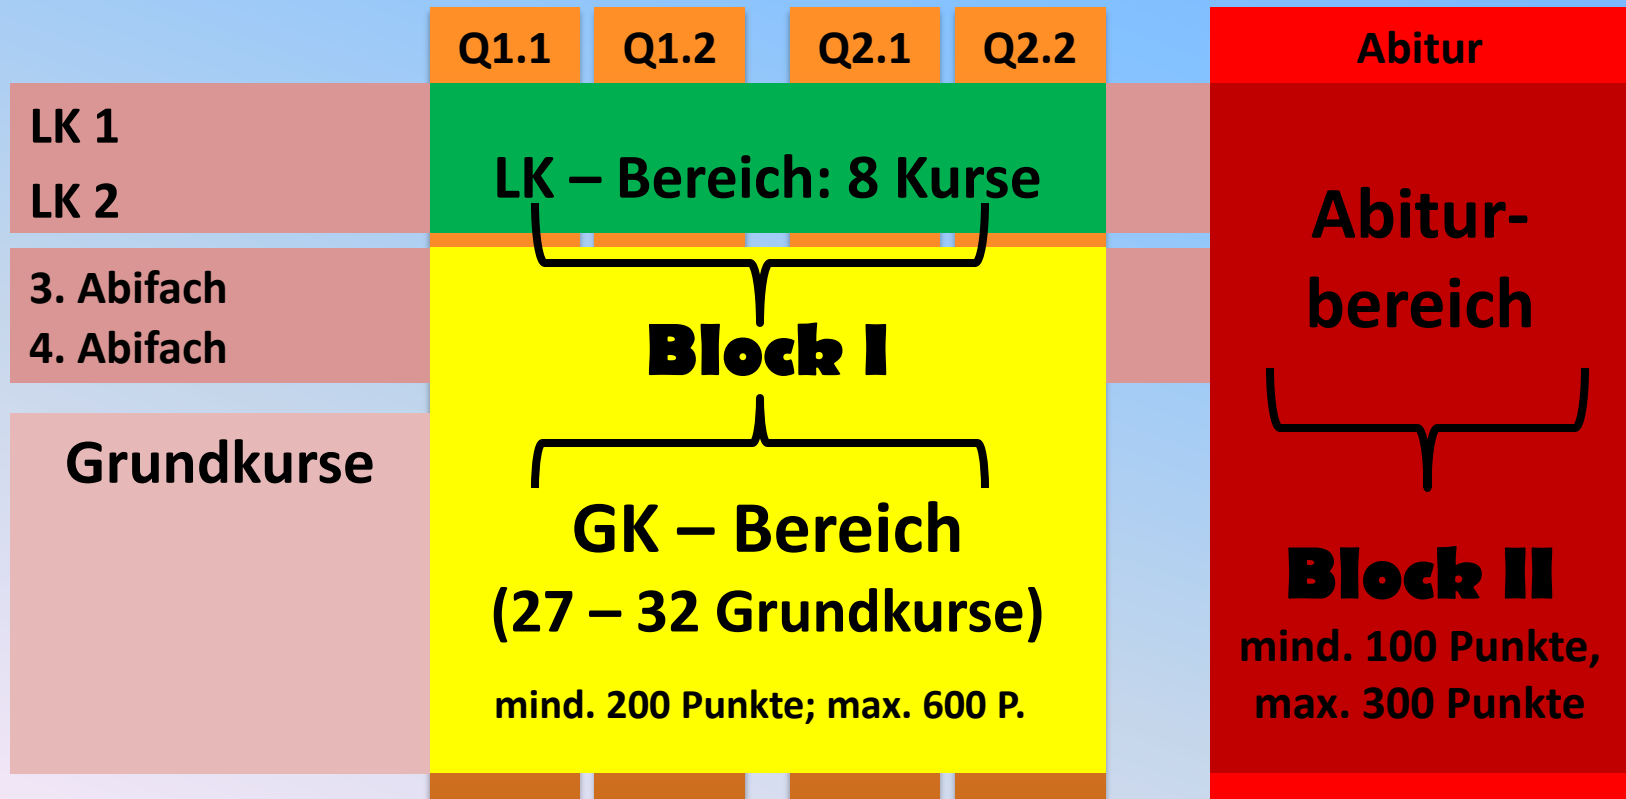 Q1.1 Q1.2 Q2.1 Q2.2 Abitur
LK 1
LK 2
LK – Bereich: 8 Kurse
3. Abifach
4. Abifach
Block I
Grundkurse
GK – Bereich
(27 – 32 Grundkurse)
mind. 200 Punkte; max. 600 P.
Abitur-
bereich
Block II
mind. 100 Punkte,
max. 300 Punkte